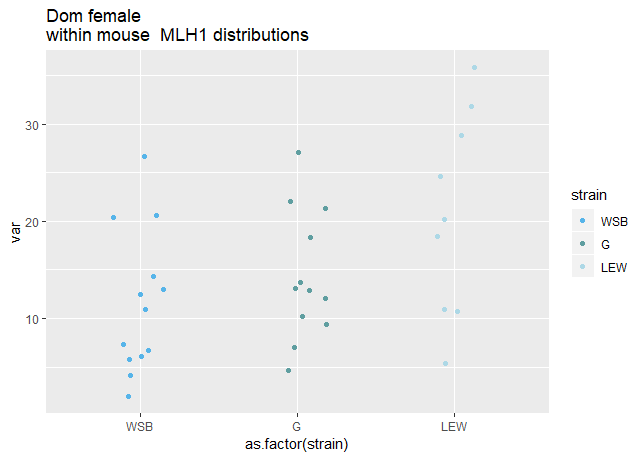 Dom female
within mouse  MLH1 distributions
30
20
10
var
WSB
G
LEW
as.factor(strain)
strain
WSB
G
LEW